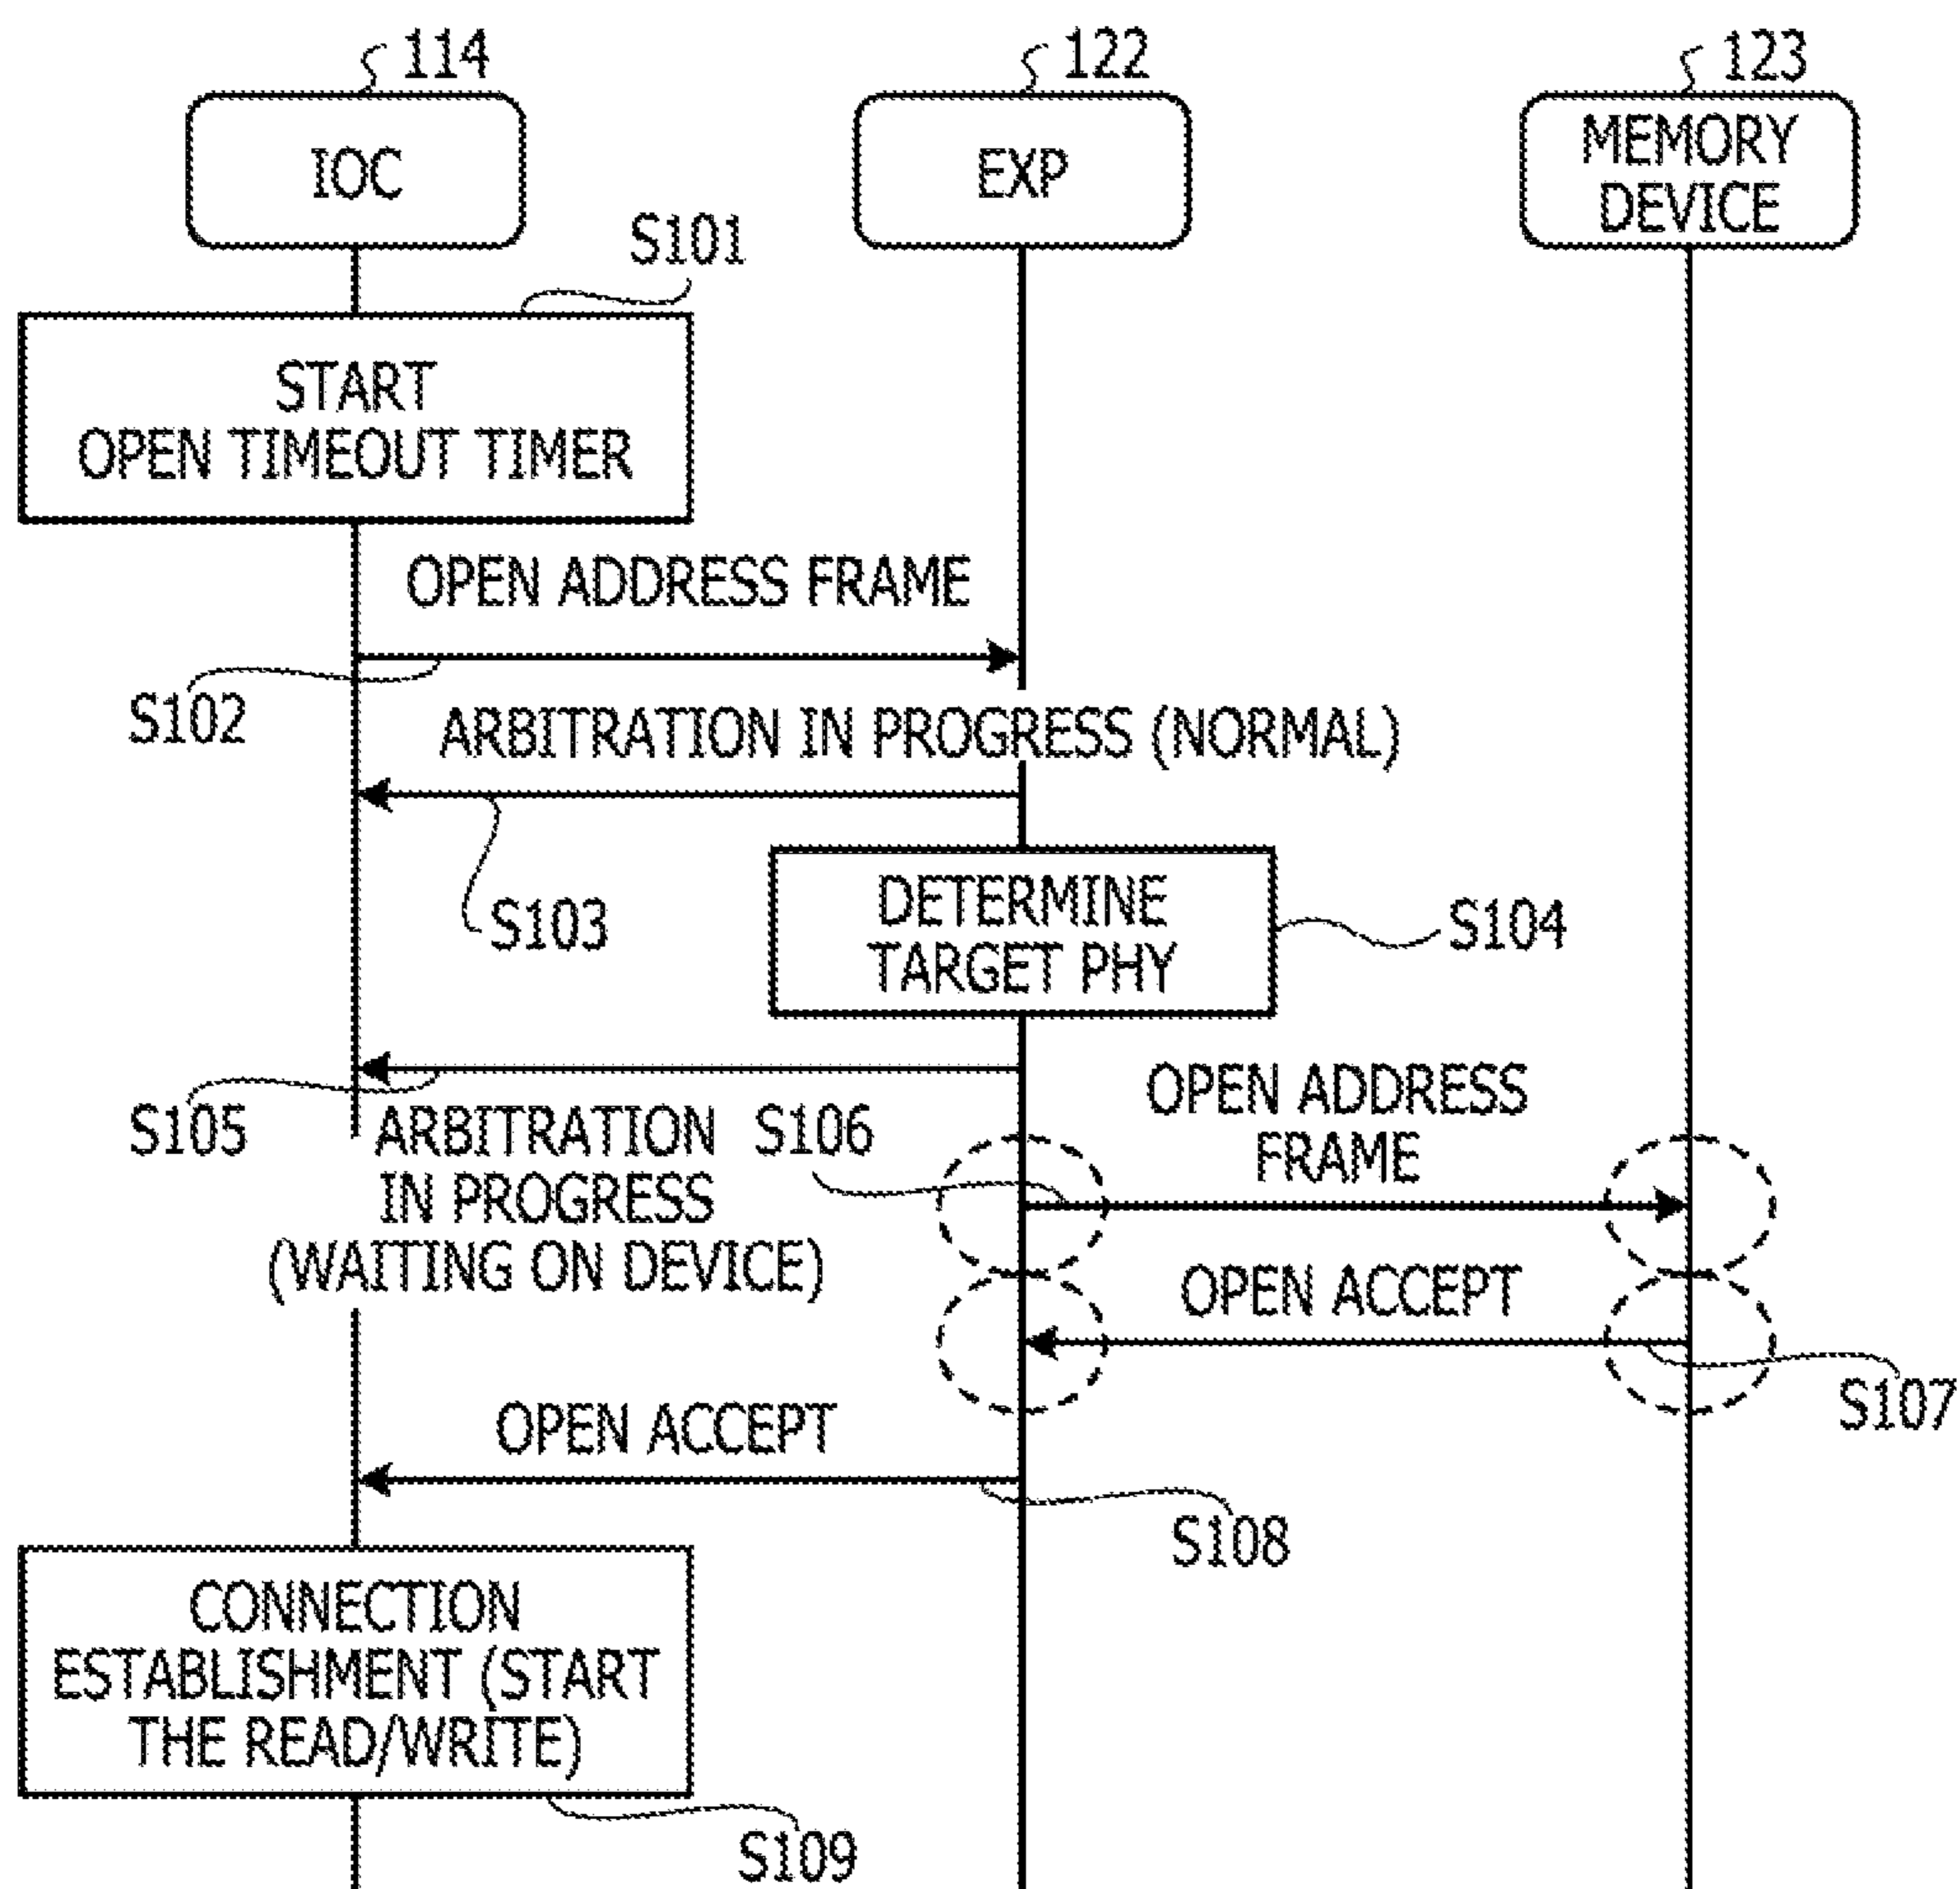 114
122
123
IOC
EXP
MEMORY
DEVICE
S101
START
OPEN TIMEOUT TIMER
OPEN ADDRESS FRAME
S102
ARBITRATION IN PROGRESS (NORMAL)
S103
DETERMINE
TARGET PHY
S104
S105
ARBITRATION
IN PROGRESS
(WAITING ON DEVICE)
S106
OPEN ADDRESS
FRAME
OPEN ACCEPT
S107
OPEN ACCEPT
S108
CONNECTION
ESTABLISHMENT (START
THE READ/WRITE)
S109